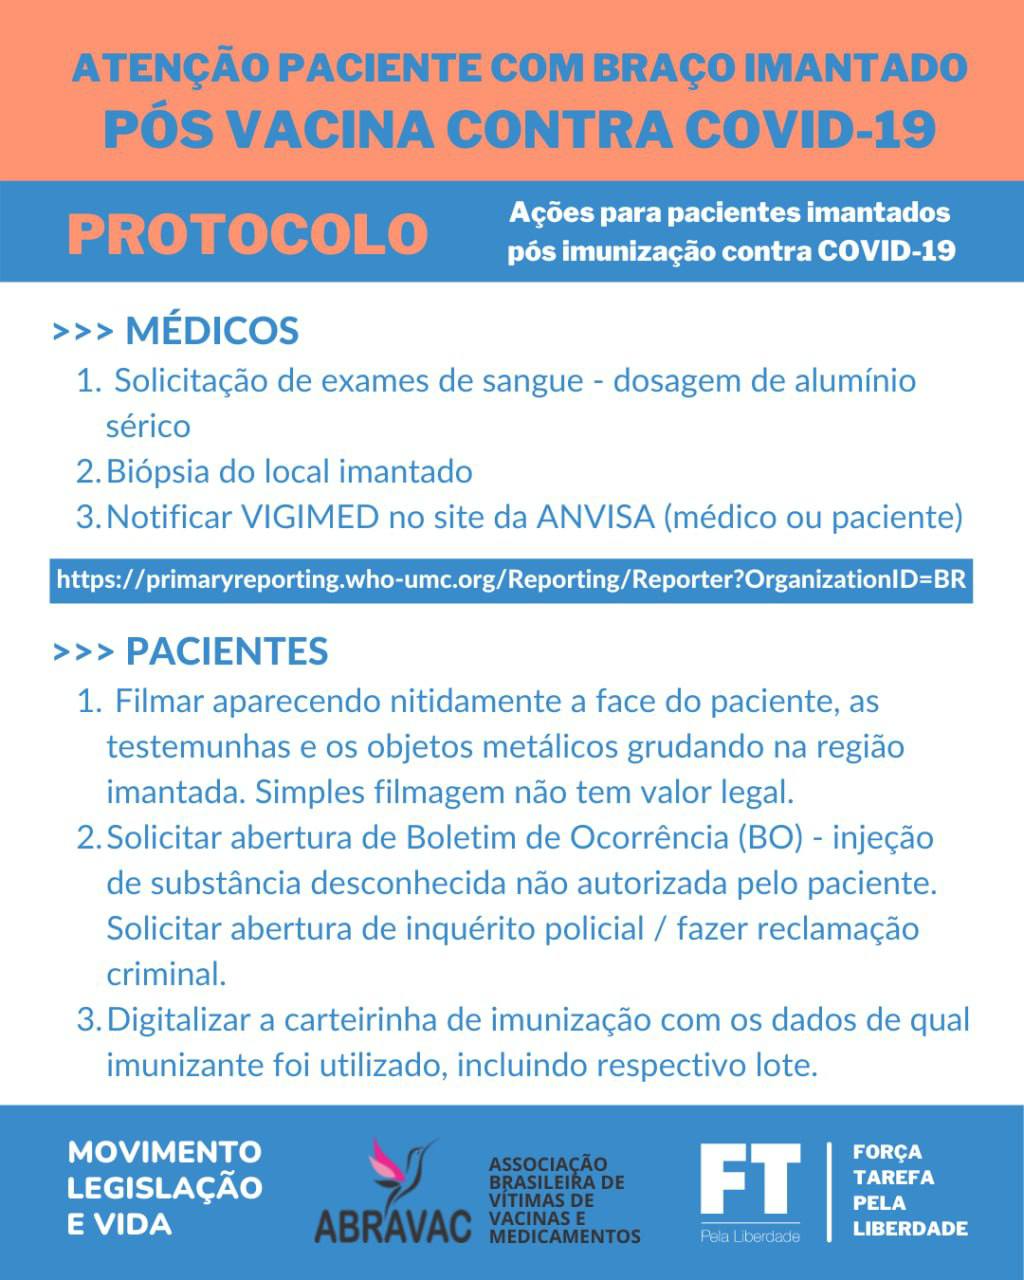 ATENÇÃO PACIENTE COM BRAÇO IMANTADO
PÓS VACINA CONTRA COVID-19
PROTOCOLO
Ações para pacientes imantados
pós imunização contra COVID-19
>>> MÉDICOS
1. Solicitação de exames de sangue - dosagem de alumínio
sérico
2. Biópsia do local imantado
3. Notificar VIGIMED no site da ANVISA (médico ou paciente)
https://primaryreporting.who-umc.org/Reporting/Reporter?OrganizationID=BR
>>> PACIENTES
1. Filmar aparecendo nitidamente a face do paciente, as
testemunhas e os objetos metálicos grudando na região
imantada. Simples filmagem não tem valor legal.
2. Solicitar abertura de Boletim de Ocorrência (BO) - injeção
de substância desconhecida não autorizada pelo paciente.
Solicitar abertura de inquérito policial / fazer reclamação
criminal.
3. Digitalizar a carteirinha de imunização com os dados de qual
imunizante foi utilizado, incluindo respectivo lote.
MOVIMENTO
LEGISLAÇÃO
E VIDA
ABRAVAC
ASSOCIAÇÃO
BRASILEIRA DE
VÍTIMAS DE
VACINAS E
MEDICAMENTOS
FT
Pela Liberdade
FORÇA
TAREFA
PELA
LIBERDADE